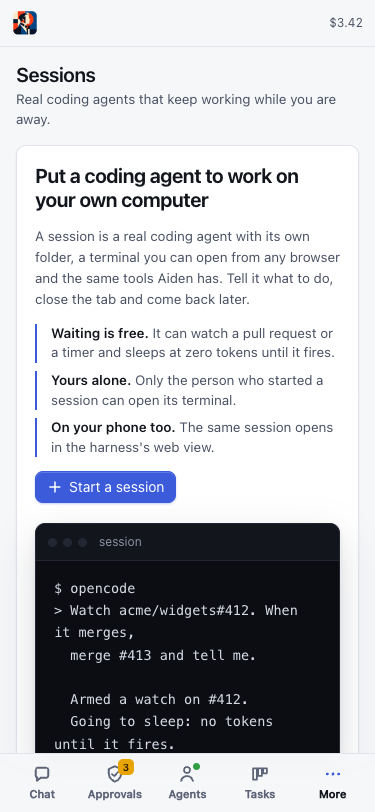 $3.42
Sessions
Real coding agents that keep working while you are
away.
Put a coding agent to work on
your own computer
A session is a real coding agent with its own
folder, a terminal you can open from any browser
and the same tools Aiden has. Tell it what to do,
close the tab and come back later.
Waiting is free. It can watch a pull request or
a timer and sleeps at zero tokens until it fires.
Yours alone. Only the person who started a
session can open its terminal.
On your phone too. The same session opens
in the harness's web view.
+ Start a session
session
$ opencode
> Watch acme/widgets#412. When
it merges,
merge #413 and tell me.
Armed a watch on #412.
Going to sleep: no tokens
until it fires.
3
Chat
Approvals
Agents
Tasks
More